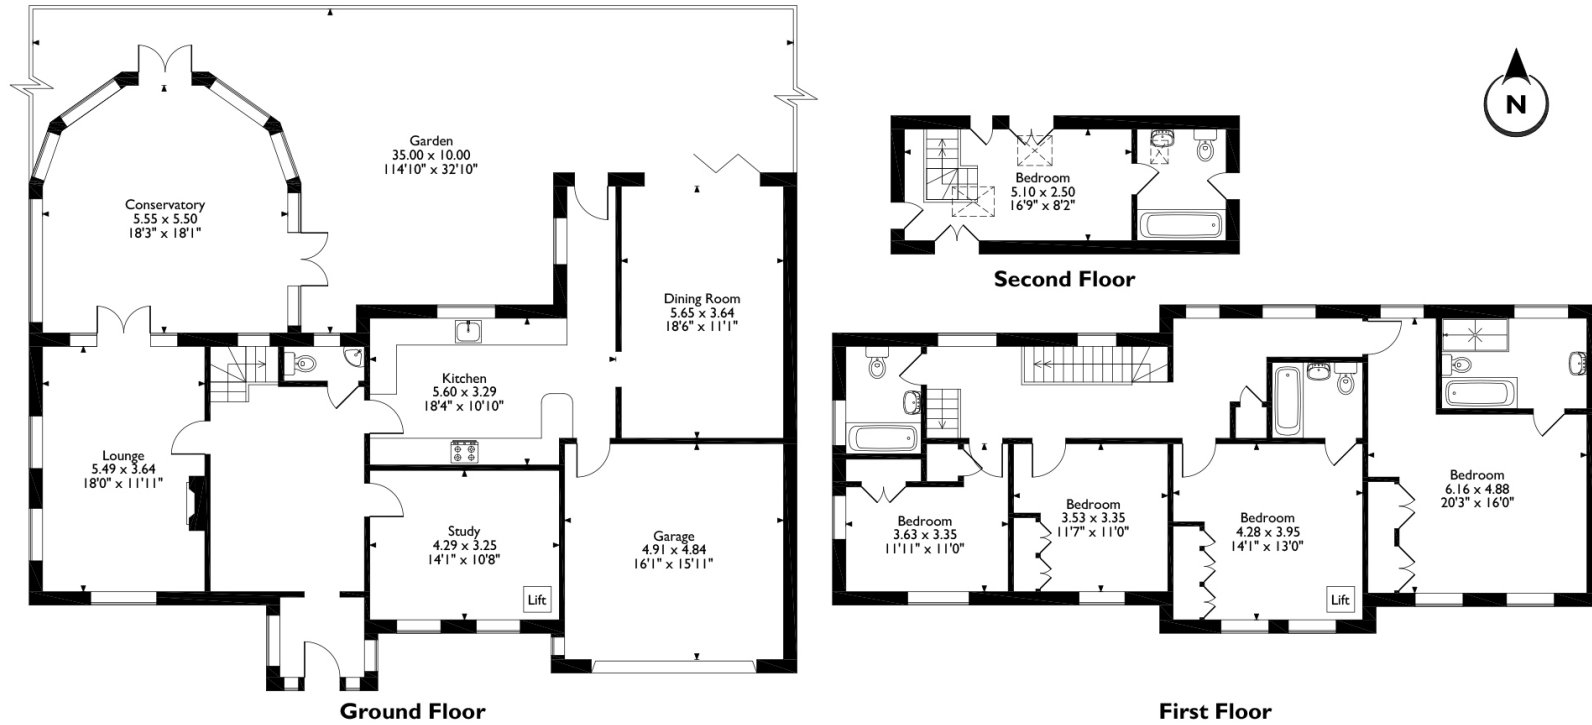 Garden
35.00 x 10.00
114'10" x 32'10"
Conservatory
5.55 x 5.50
18'3" x 18'1"
Dining Room
5.65 x 3.64
18'6" x 11'1"
Kitchen
5.60 x 3.29
18'4" x 10'10"
Lounge
5.49 x 3.64
18'0" x 11'11"
Study
4.29 x 3.25
14'1" x 10'8"
Lift
Garage
4.91 x 4.84
16'1" x 15'11"
Ground Floor
N
Bedroom
5.10 x 2.50
16'9" x 8'2"
Second Floor
Bedroom
3.63 x 3.35
11'11" x 11'0"
Bedroom
3.53 x 3.35
11'7" x 11'0"
Bedroom
4.28 x 3.95
14'1" x 13'0"
Lift
Bedroom
6.16 x 4.88
20'3" x 16'0"
First Floor